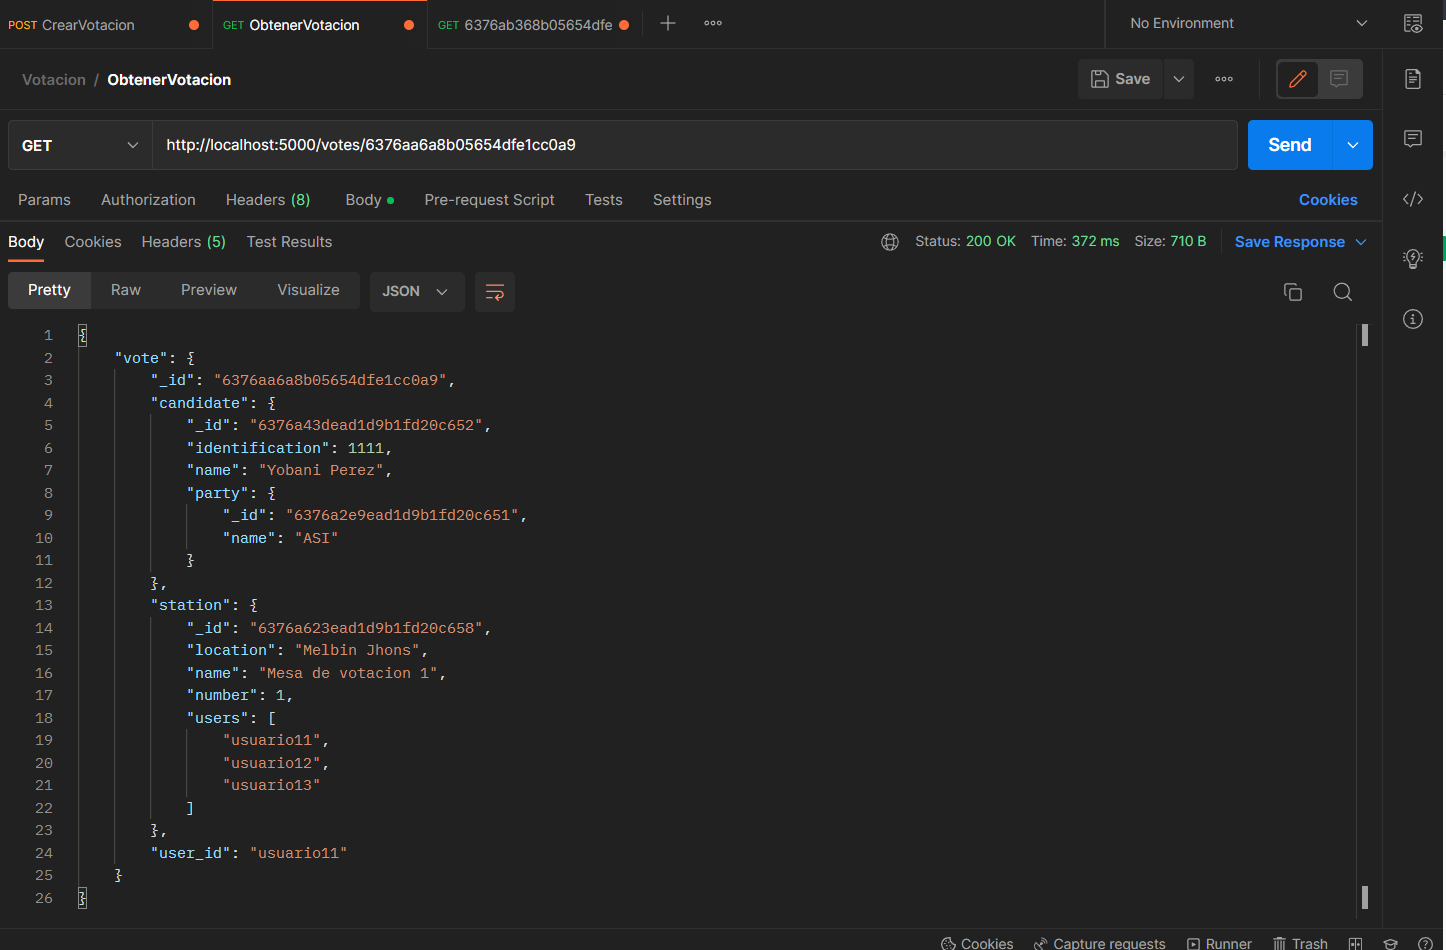 POST CrearVotacion GET ObtenerVotacion GET 6376ab368b05654dfe No Environment
Votacion / ObtenerVotacion Save
GET http://localhost:5000/votes/6376aa6a8b05654dfe1cc0a9 Send
Params Authorization Headers (8) Body Pre-request Script Tests Settings Cookies
Body Cookies Headers (5) Test Results Status: 200 OK Time: 372 ms Size: 710 B Save Response
Pretty Raw Preview Visualize JSON
1 {
2 "vote": {
3 "_id": "6376aa6a8b05654dfe1cc0a9",
4 "candidate": {
5 "_id": "6376a43dead1d9b1fd20c652",
6 "identification": 1111,
7 "name": "Yobani Perez",
8 "party": {
9 "_id": "6376a2e9ead1d9b1fd20c651",
10 "name": "ASI"
11 }
12 },
13 "station": {
14 "_id": "6376a623ead1d9b1fd20c658",
15 "location": "Melbin Jhons",
16 "name": "Mesa de votacion 1",
17 "number": 1,
18 "users": [
19 "usuario11",
20 "usuario12",
21 "usuario13"
22 ]
23 },
24 "user_id": "usuario11"
25 }
26 }
Cookies Capture requests Runner Trash